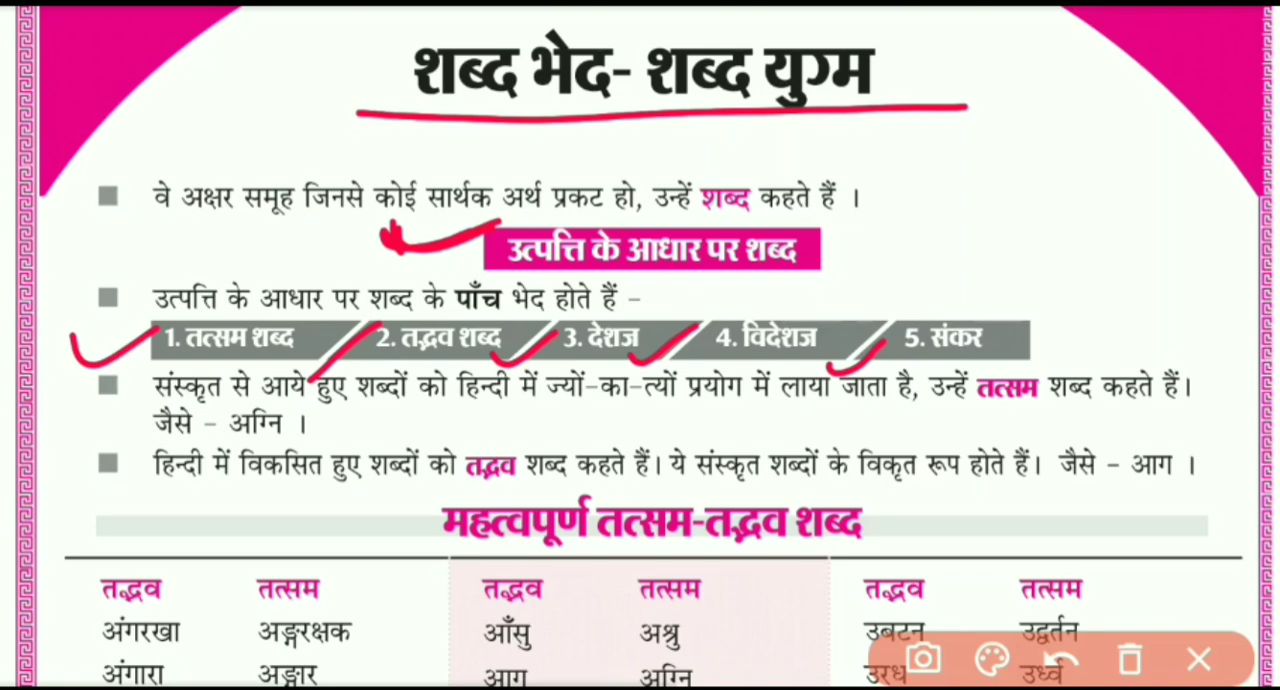 शब्द भेद- शब्द युग्म
वे अक्षर समूह जिनसे कोई सार्थक अर्थ प्रकट हो, उन्हें शब्द कहते हैं ।
उत्पत्ति के आधार पर शब्द
उत्पत्ति के आधार पर शब्द के पाँच भेद होते हैं -
1. तत्सम शब्द 2. तद्भव शब्द 3. देशज 4. विदेशज 5. संकर
संस्कृत से आये हुए शब्दों को हिन्दी में ज्यों-का-त्यों प्रयोग में लाया जाता है, उन्हें तत्सम शब्द कहते हैं।
जैसे - अग्नि ।
हिन्दी में विकसित हुए शब्दों को तद्भव शब्द कहते हैं। ये संस्कृत शब्दों के विकृत रूप होते हैं। जैसे - आग ।
महत्वपूर्ण तत्सम-तद्भव शब्द
तद्भव तत्सम तद्भव तत्सम तद्भव तत्सम
अंगरखा अङ्गरक्षक आँसु अश्रु उबटन उद्वर्तन
अंगारा अङ्गार आग अग्नि उरध उर्ध्व